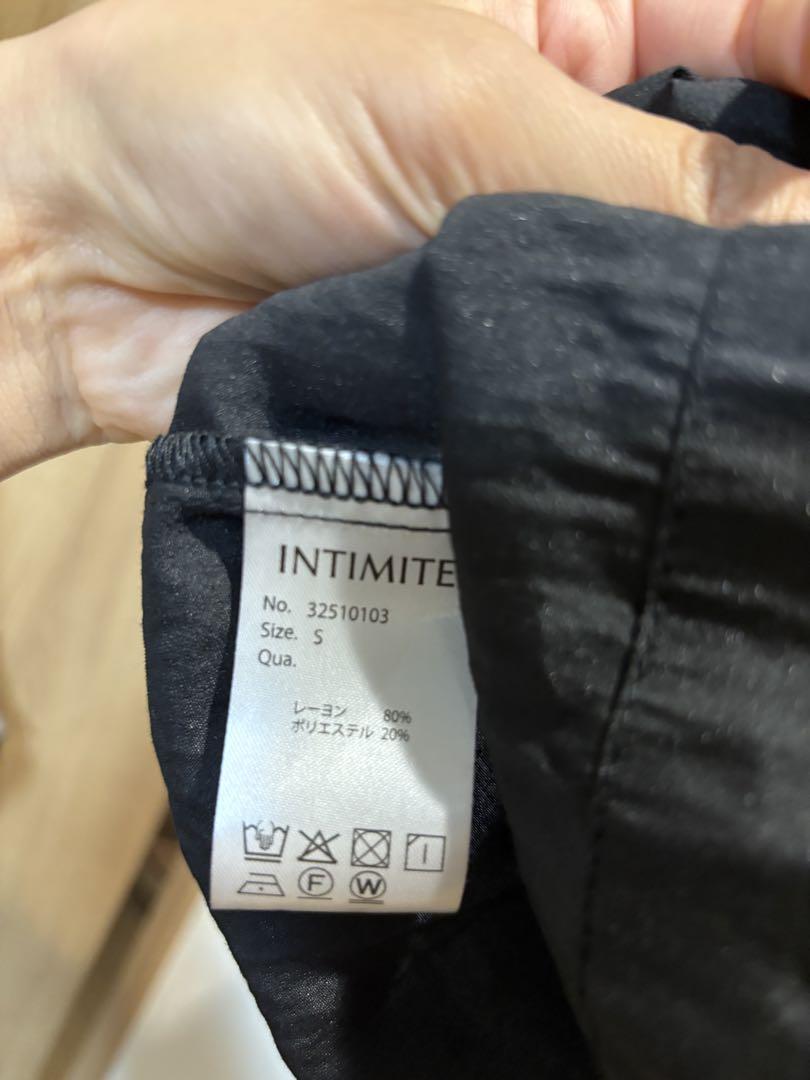 INTIMITE
No. 32510103
Size. S
Qua.
レーヨン 80%
ポリエステル 20%
F W